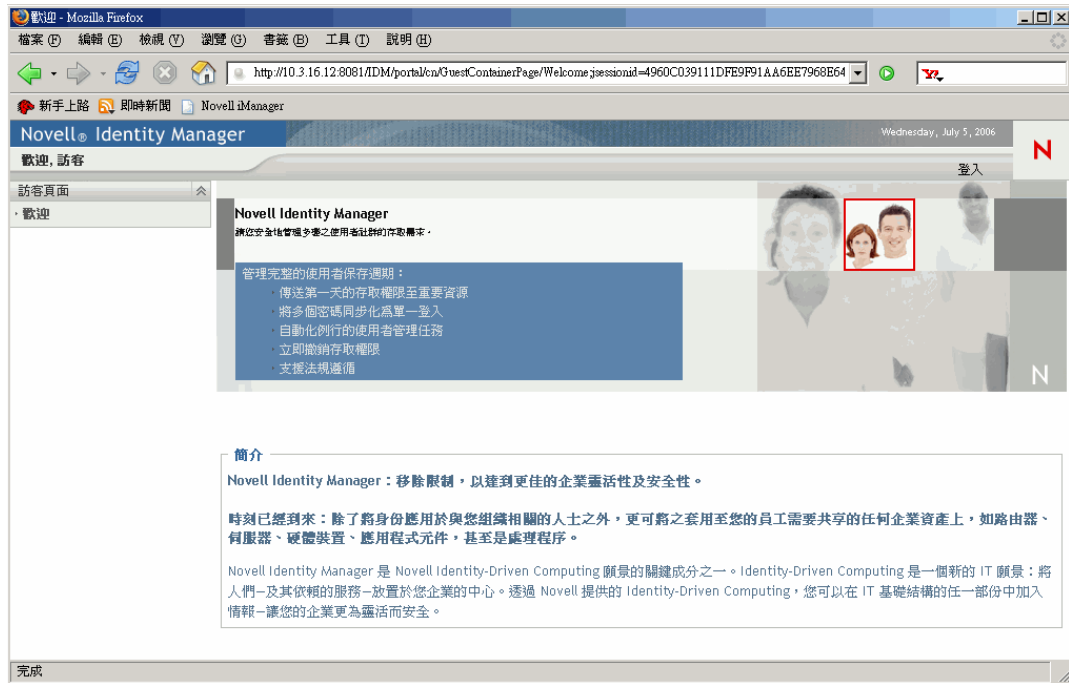 歡迎 - Mozilla Firefox
檔案(F) 編輯(E) 檢視(V) 瀏覽(G) 書籤(B) 工具(T) 說明(H)
http://10.3.16.12:8081/IDM/portal/cn/GuestContainerPage/Welcome;jsessionid=4960C039111DFE9F91AA6EE7968E64
新手上路 即時新聞 Novell iManager
Novell® Identity Manager
Wednesday, July 5, 2006
N
歡迎, 訪客
登入
訪客頁面
· 歡迎
Novell Identity Manager
讓您安全地管理多變之使用者社群的存取需求。
管理完整的使用者保存週期：
· 傳送第一天的存取權限至重要資源
· 將多個密碼同步化為單一登入
· 自動化例行的使用者管理任務
· 立即撤銷存取權限
· 支援法規遵循
N
簡介
Novell Identity Manager：移除限制，以達到更佳的企業靈活性及安全性。
時刻已經到來：除了將身份應用於與您組織相關的人士之外，更可將之套用至您的員工需要共享的任何企業資產上，如路由器、
伺服器、硬體裝置、應用程式元件，甚至是處理程序。
Novell Identity Manager 是 Novell Identity-Driven Computing 願景的關鍵成分之一。Identity-Driven Computing 是一個新的 IT 願景：將
人們—及其依賴的服務—放置於您企業的中心。透過 Novell 提供的 Identity-Driven Computing，您可以在 IT 基礎結構的任一部份中加入
情報—讓您的企業更為靈活而安全。
完成